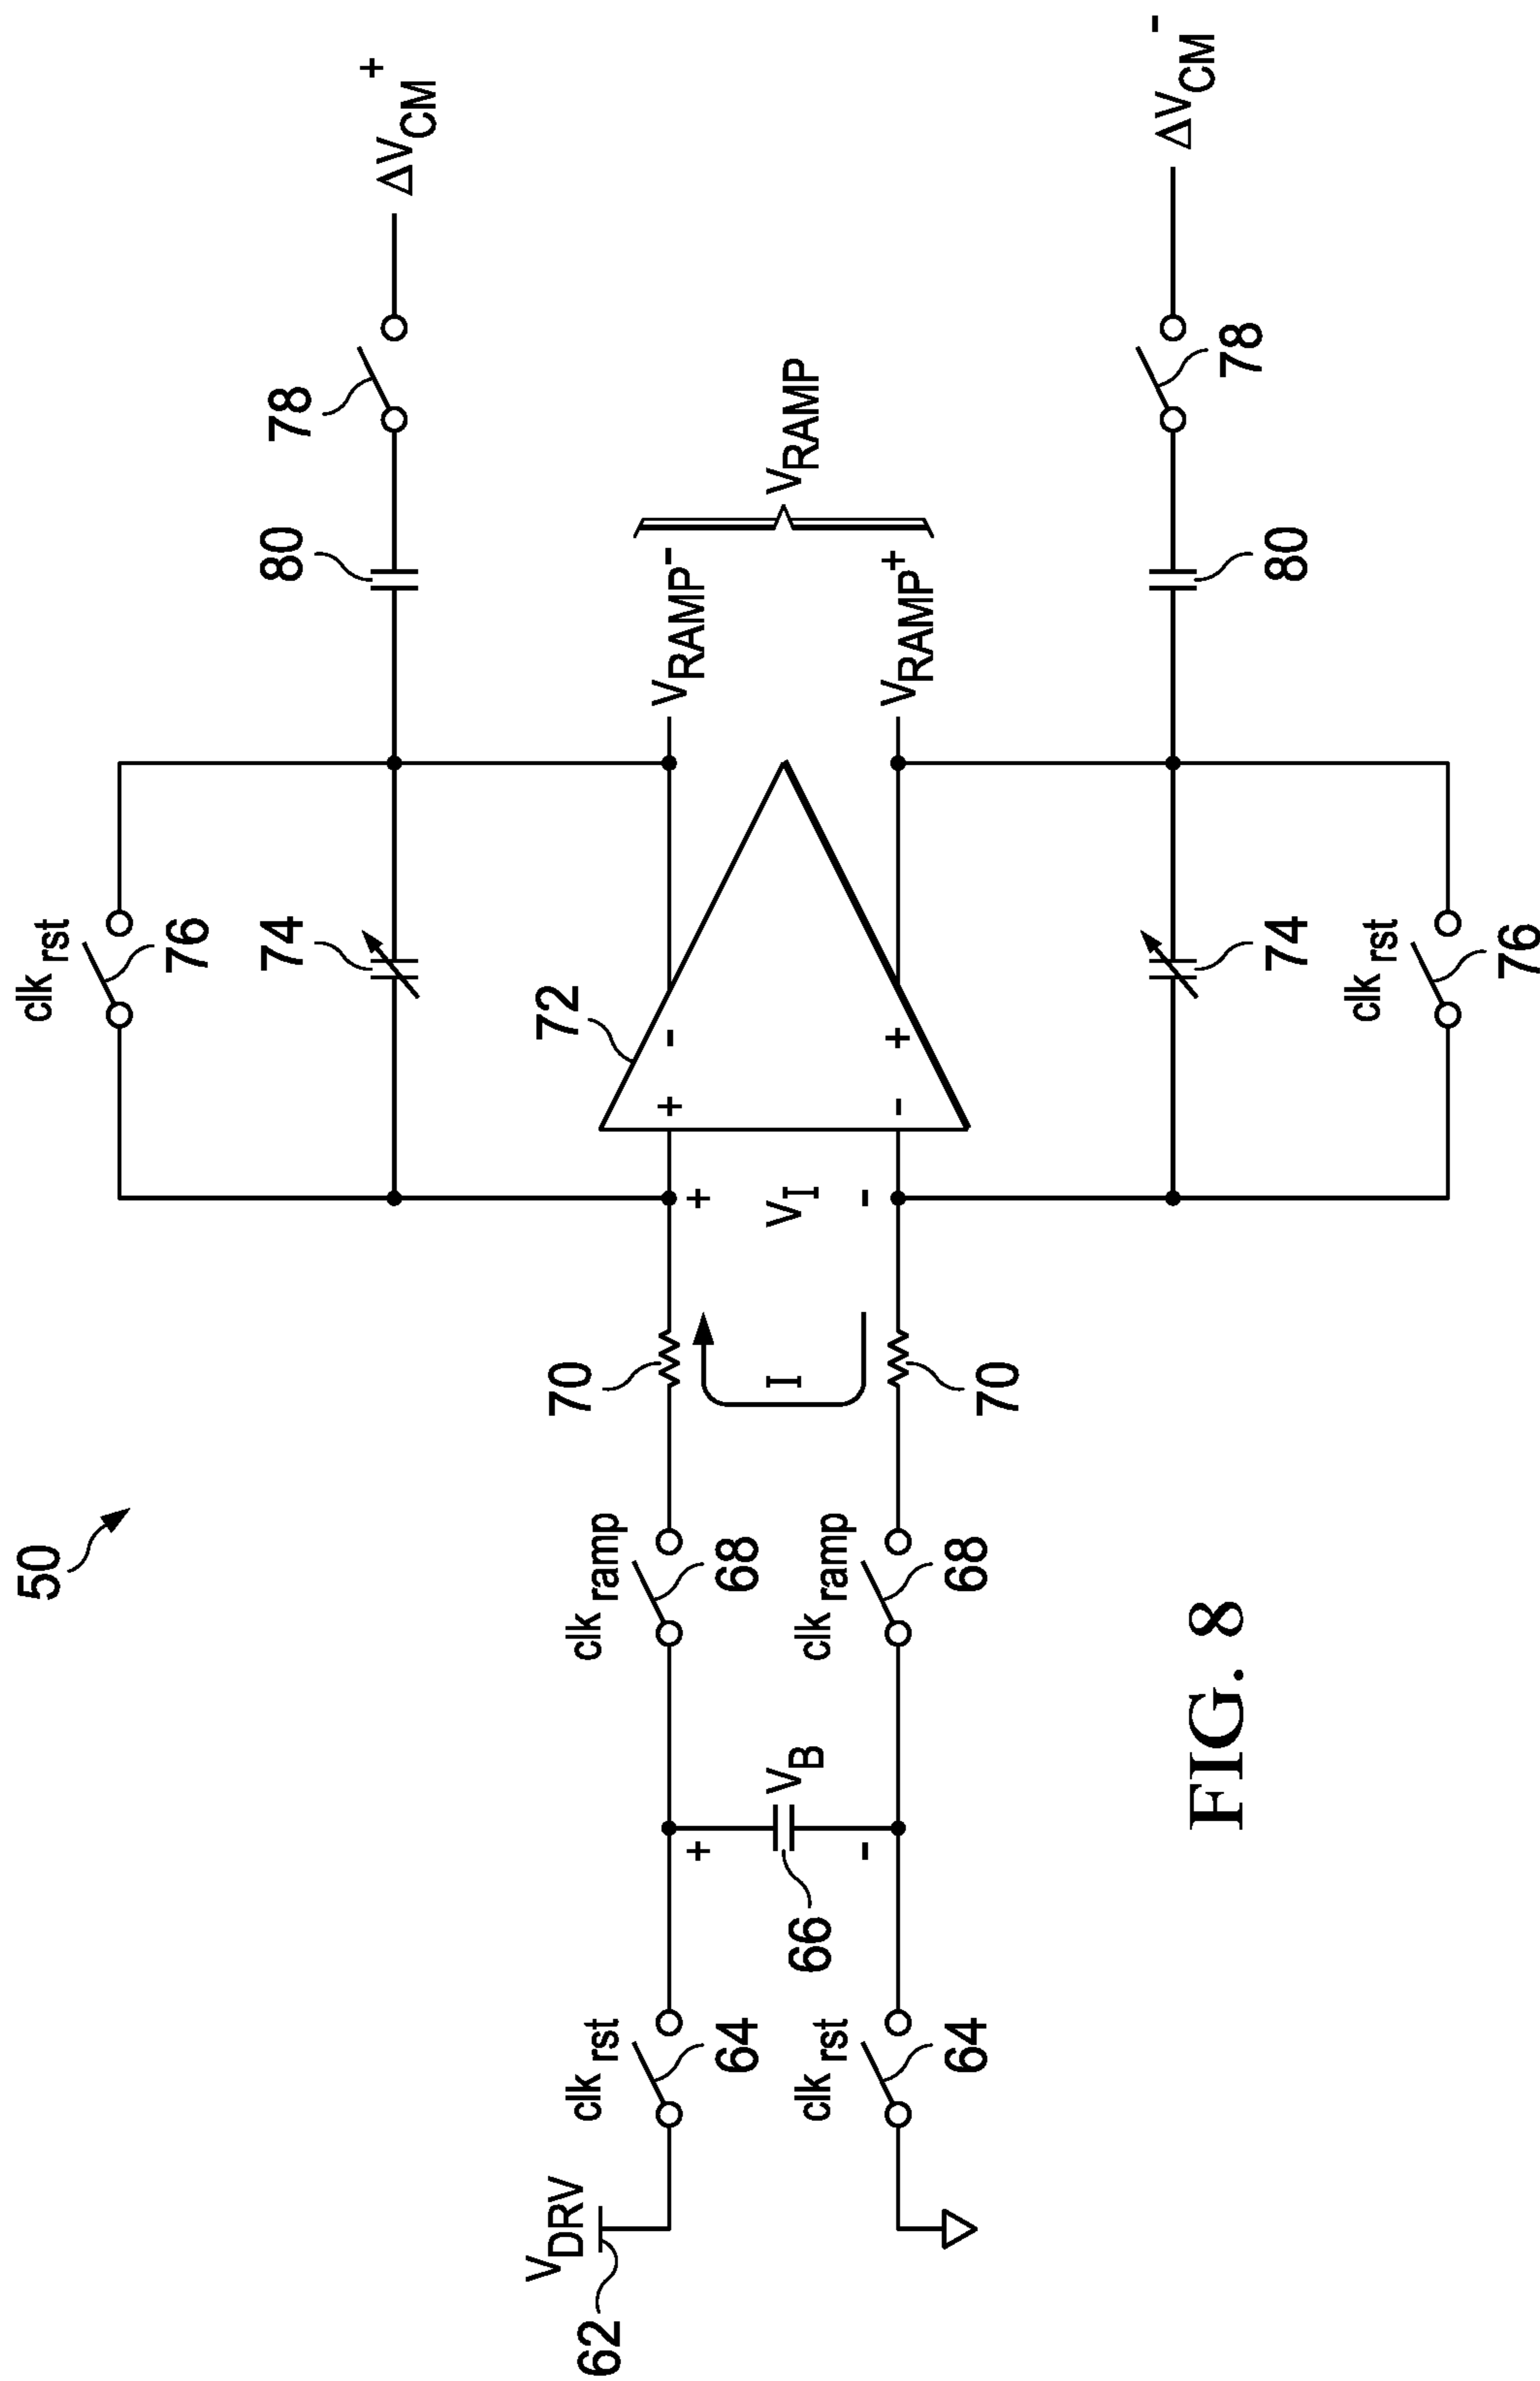 50
V_DRV
62
clk_rst
64
clk_rst
64
+
V_B
-
66
clk_ramp
68
clk_ramp
68
70
I
70
+
V_I
-
72
+
-
-
+
clk_rst
76
74
74
clk_rst
76
80
78
ΔV_CM^+
V_RAMP^-
V_RAMP^+
V_RAMP
80
78
ΔV_CM^-
FIG. 8